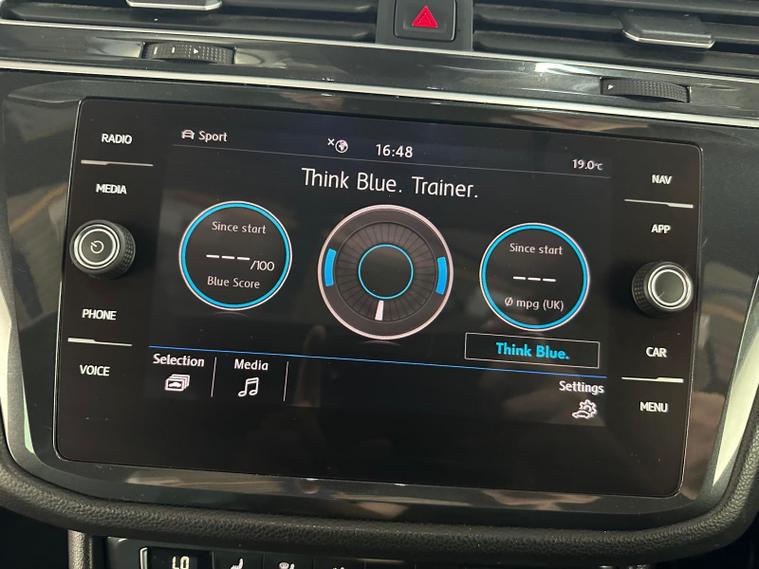 RADIO
MEDIA
PHONE
VOICE
Sport
16:48
19.0°C
Think Blue. Trainer.
Since start
---/100
Blue Score
Since start
---
Ø mpg (UK)
Think Blue.
Selection
Media
Settings
NAV
APP
CAR
MENU
LO